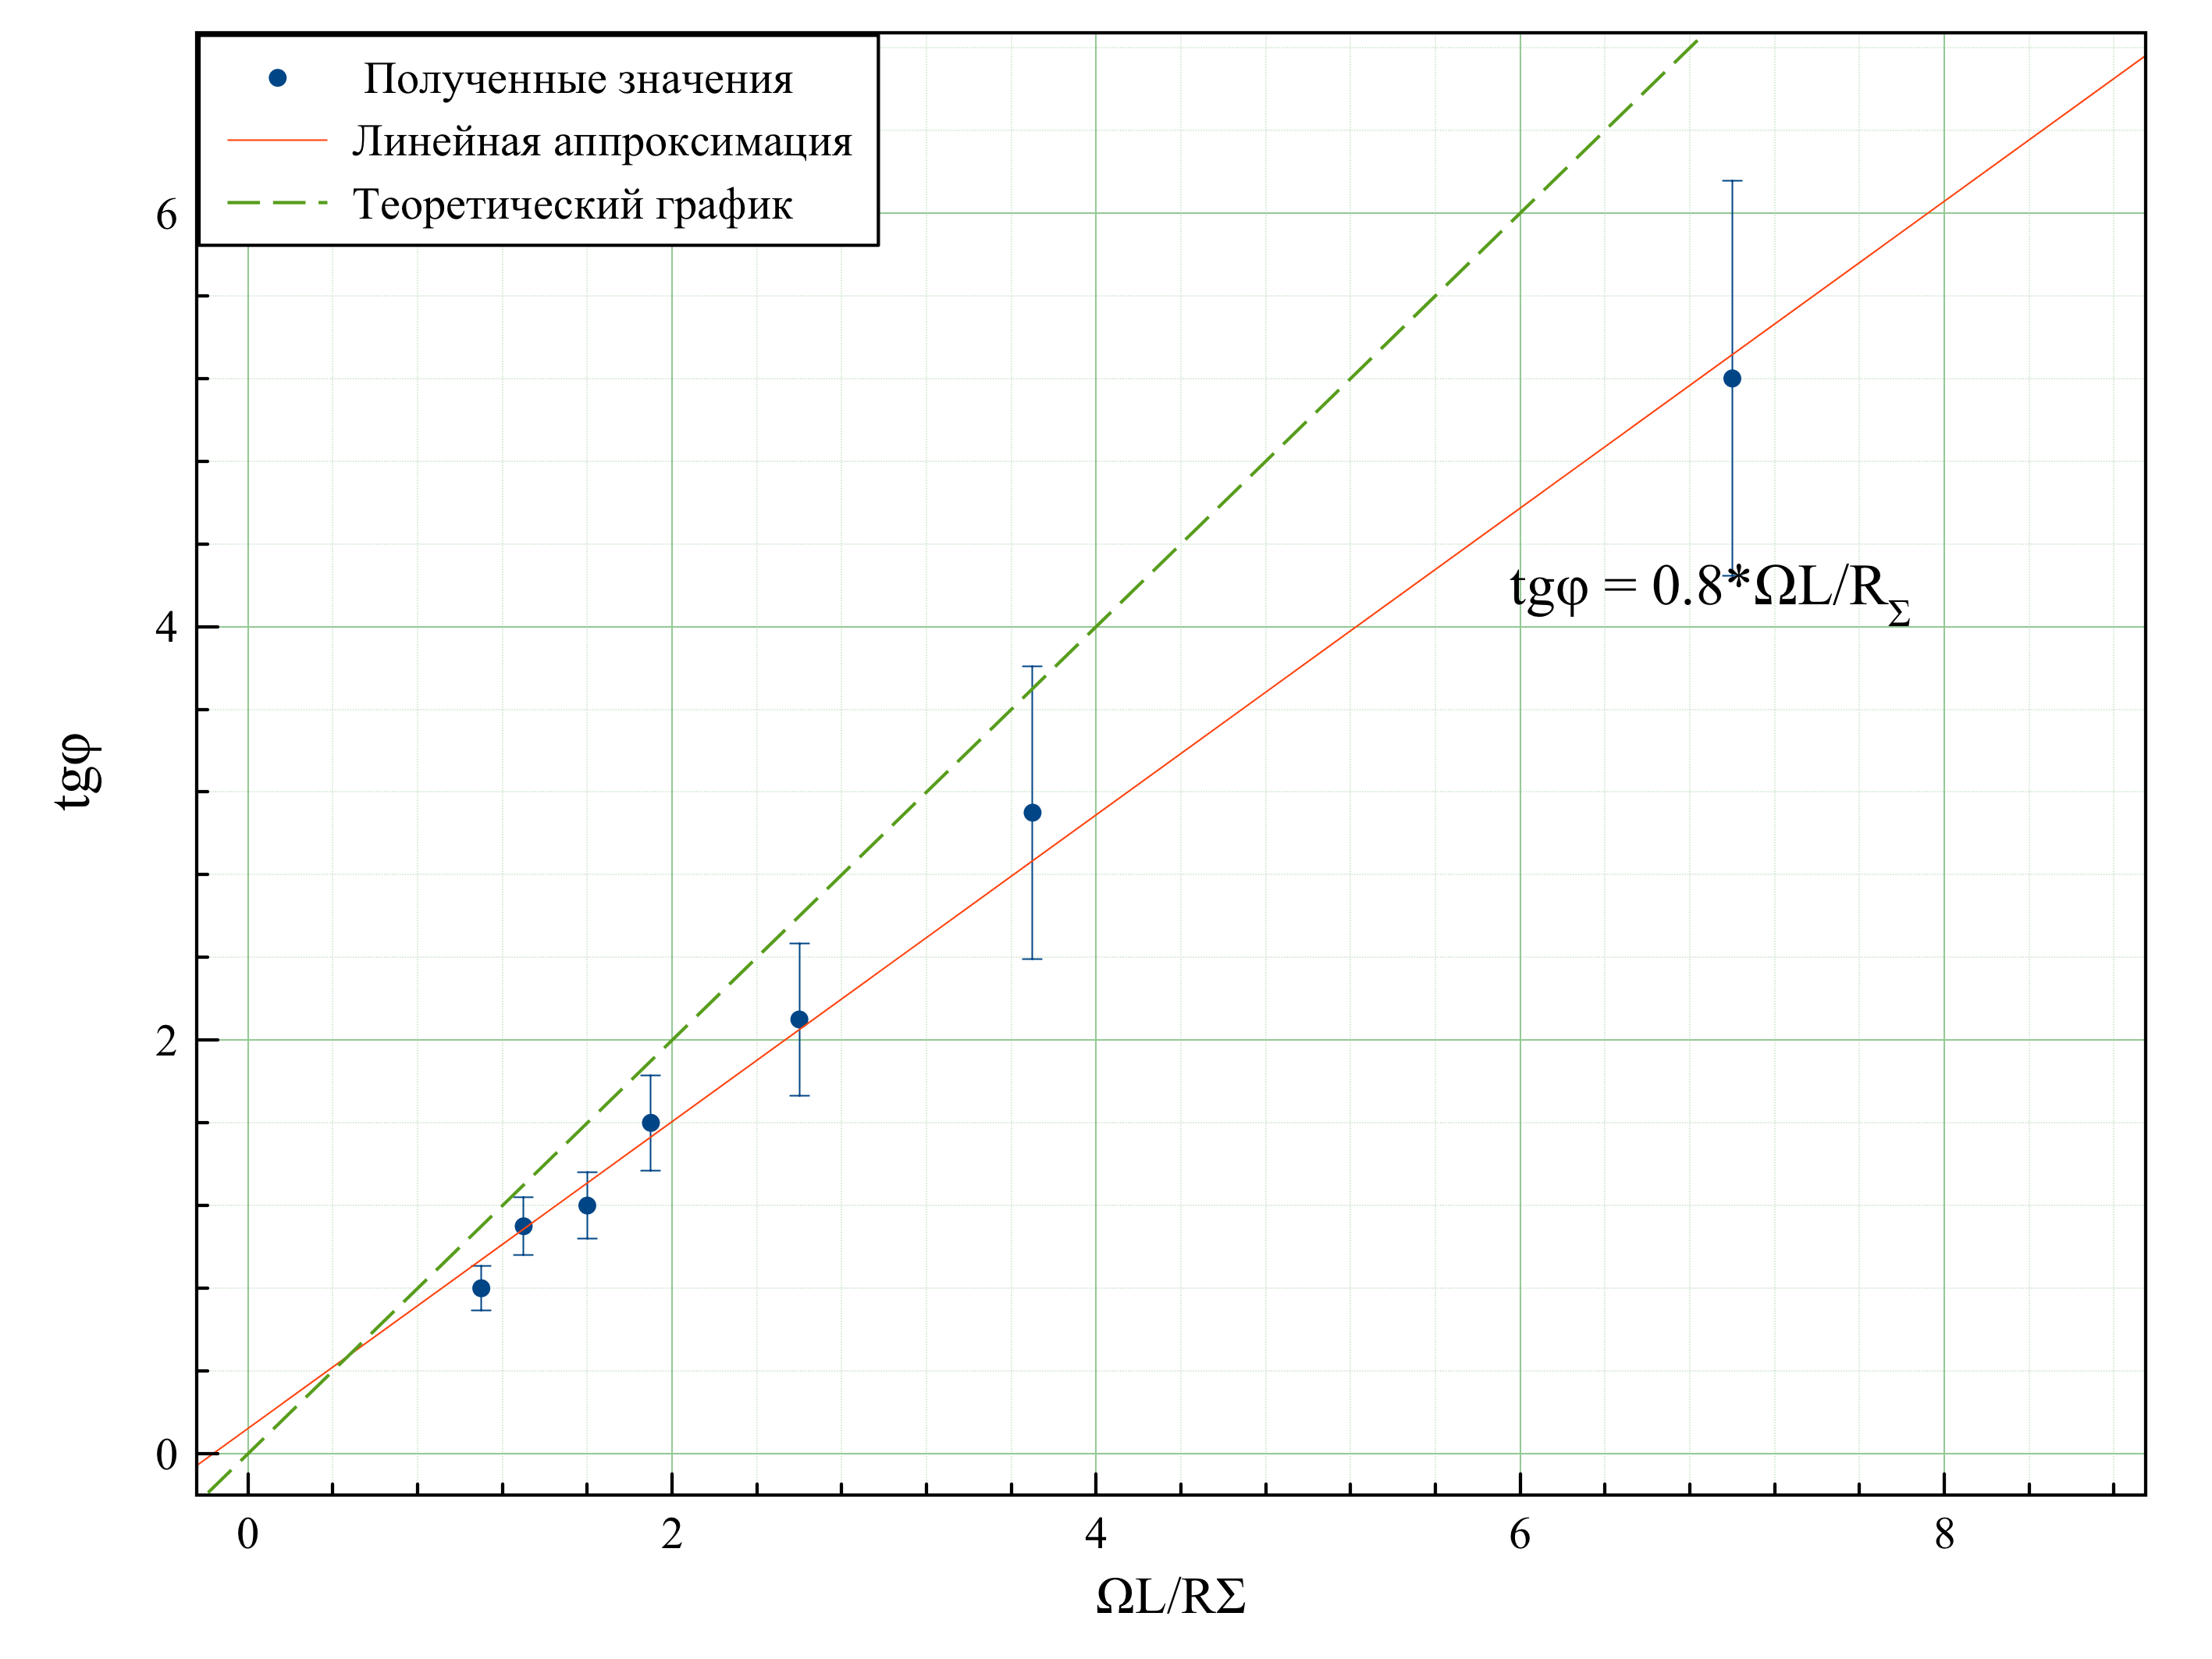 Полученные значения
Линейная аппроксимация
Теоретический график
6
4
2
0
tgφ
tgφ = 0.8*ΩL/R_Σ
0 2 4 6 8
ΩL/RΣ